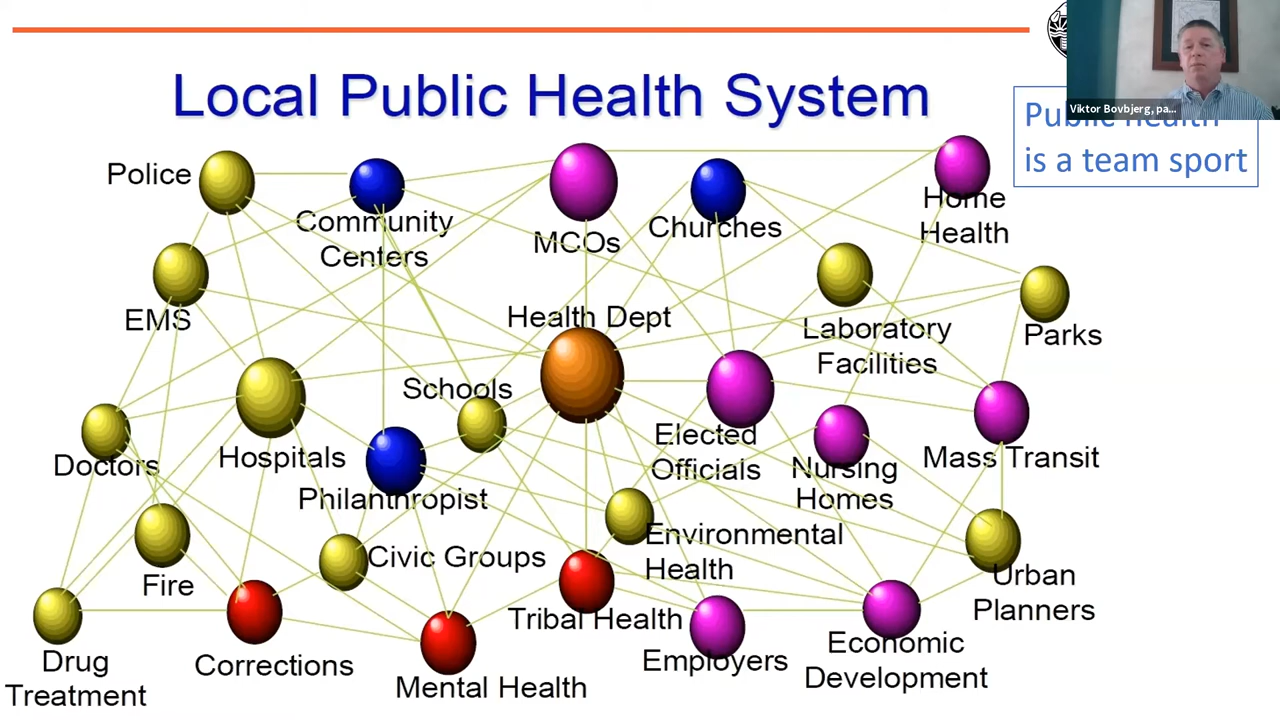 Local Public Health System
Viktor Bovbjerg, pa...
Public health
is a team sport
Police
Community
Centers
MCOs
Churches
Home
Health
EMS
Health Dept
Laboratory
Facilities
Parks
Schools
Doctors
Hospitals
Philanthropist
Elected
Officials
Nursing
Homes
Mass Transit
Fire
Civic Groups
Environmental
Health
Tribal Health
Urban
Planners
Drug
Treatment
Corrections
Mental Health
Employers
Economic
Development